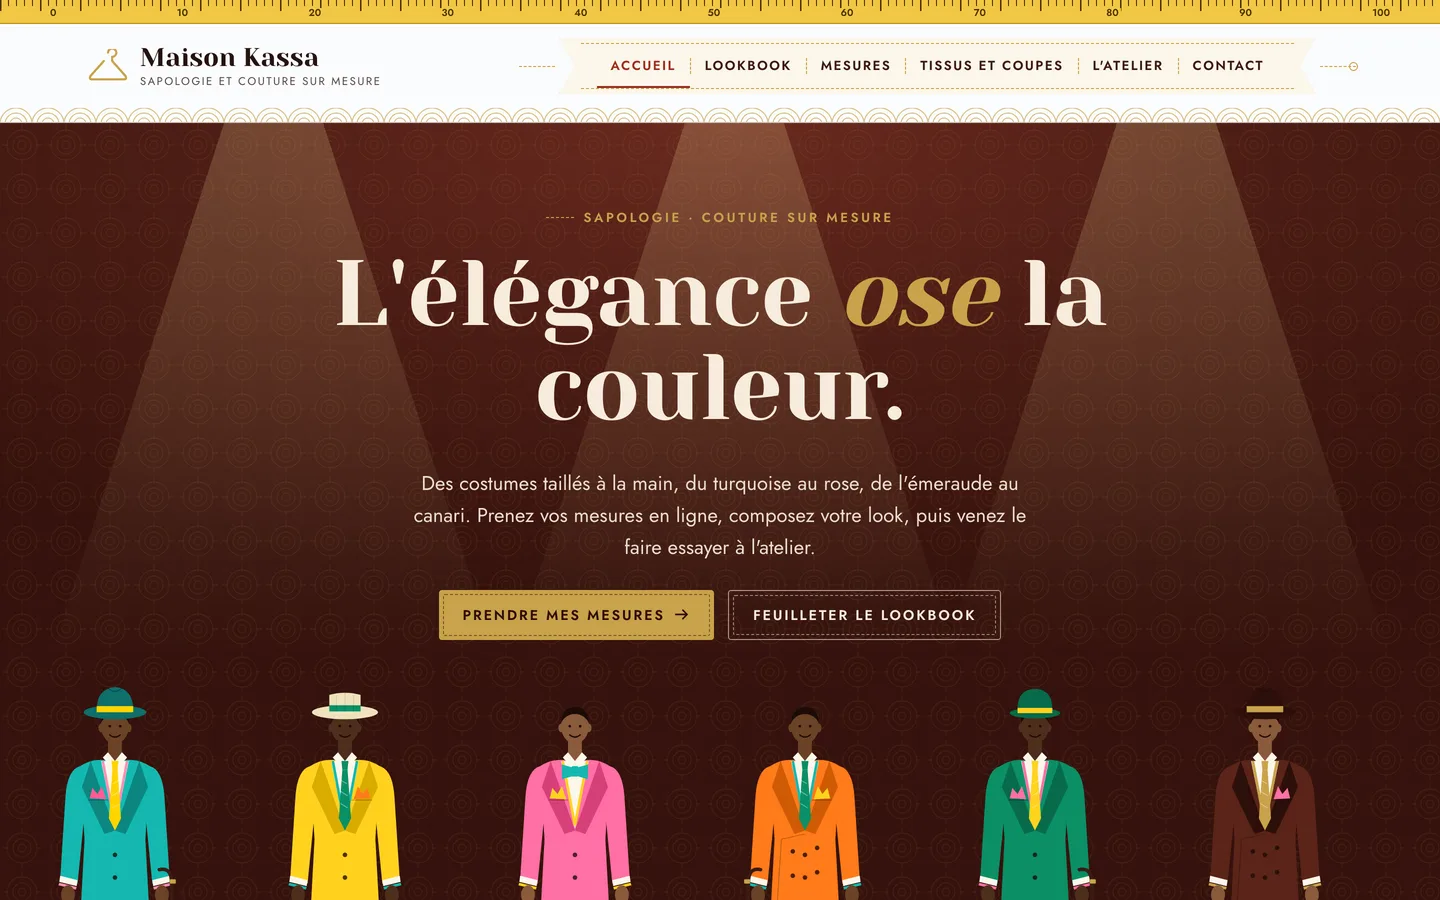 0 10 20 30 40 50 60 70 80 90 100
Maison Kassa
SAPOLOGIE ET COUTURE SUR MESURE
ACCUEIL LOOKBOOK MESURES TISSUS ET COUPES L'ATELIER CONTACT
SAPOLOGIE · COUTURE SUR MESURE
L'élégance ose la
couleur.
Des costumes taillés à la main, du turquoise au rose, de l'émeraude au
canari. Prenez vos mesures en ligne, composez votre look, puis venez le
faire essayer à l'atelier.
PRENDRE MES MESURES →
FEUILLETER LE LOOKBOOK